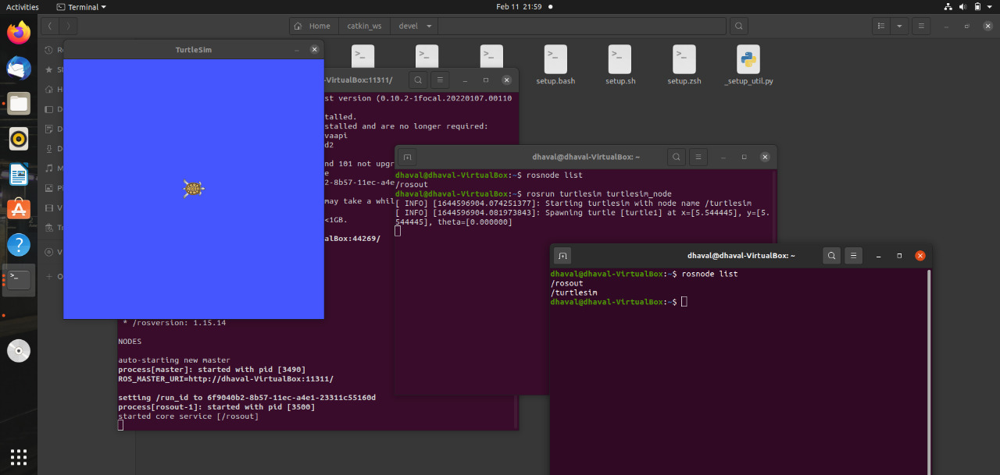 Activities
Terminal
Feb 11 21:59
Home
catkin_ws
devel
TurtleSim
setup.bash
setup.sh
setup.zsh
_setup_util.py
-VirtualBox:11311/
st version (0.10.2-1focal.20220107.00110
talled.
stalled and are no longer required:
vaapi
d2
nd 101 not upgr
e
2-8b57-11ec-a4e
may take a whil
<1GB.
alBox:44269/
* /rosversion: 1.15.14
NODES
auto-starting new master
process[master]: started with pid [3490]
ROS_MASTER_URI=http://dhaval-VirtualBox:11311/
setting /run_id to 6f9040b2-8b57-11ec-a4e1-23311c55160d
process[rosout-1]: started with pid [3500]
started core service [/rosout]
dhaval@dhaval-VirtualBox: ~
dhaval@dhaval-VirtualBox:~$ rosnode list
/rosout
dhaval@dhaval-VirtualBox:~$ rosrun turtlesim turtlesim_node
[ INFO] [1644596904.074251377]: Starting turtlesim with node name /turtlesim
[ INFO] [1644596904.081973843]: Spawning turtle [turtle1] at x=[5.544445], y=[5.
544445], theta=[0.000000]
dhaval@dhaval-VirtualBox: ~
dhaval@dhaval-VirtualBox:~$ rosnode list
/rosout
/turtlesim
dhaval@dhaval-VirtualBox:~$